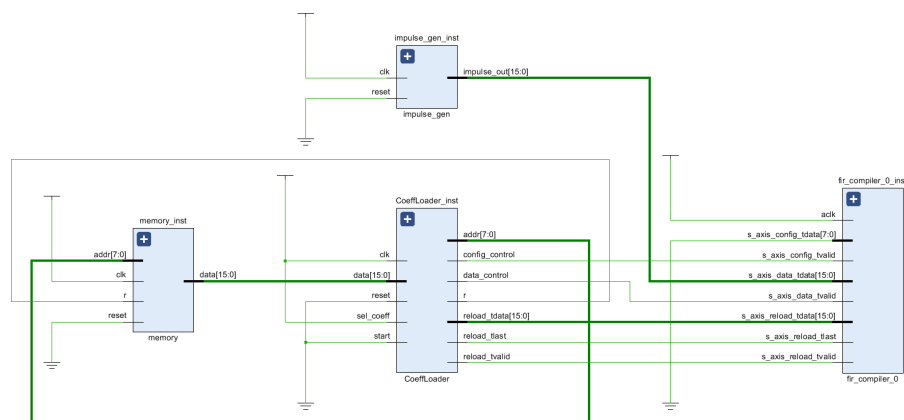 impulse_gen_inst
clk
impulse_out[15:0]
reset
impulse_gen
fir_compiler_0_ins
CoeffLoader_inst
memory_inst
aclk
addr[7:0]
s_axis_config_tdata[7:0]
addr[7:0]
clk
config_control
s_axis_config_tvalid
clk
data[15:0]
data[15:0]
data_control
s_axis_data_tdata[15:0]
r
reset
r
s_axis_data_tvalid
reset
sel_coeff
reload_tdata[15:0]
s_axis_reload_tdata[15:0]
memory
start
reload_tlast
s_axis_reload_tlast
reload_tvalid
s_axis_reload_tvalid
CoeffLoader
fir_compiler_0